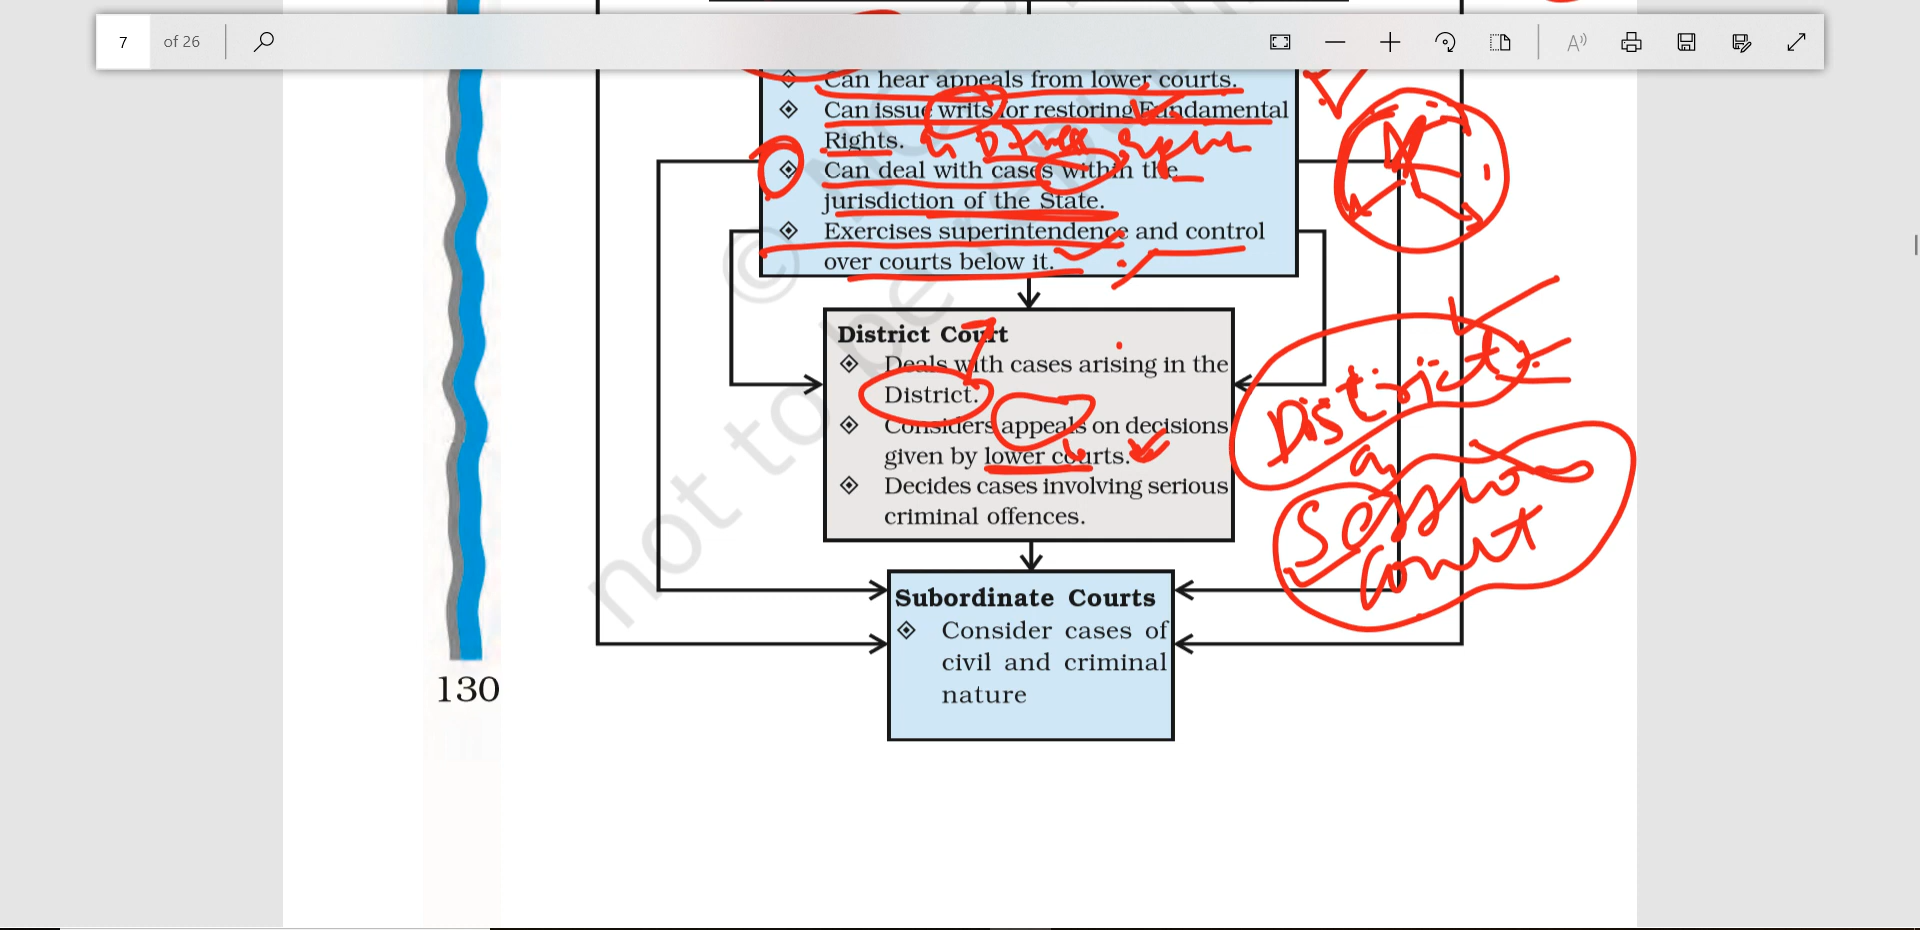 7 of 26
Can hear appeals from lower courts.
Can issue writs for restoring Fundamental
Rights.
Can deal with cases within the
jurisdiction of the State.
Exercises superintendence and control
over courts below it.
District Court
Deals with cases arising in the
District.
Considers appeals on decisions
given by lower courts.
Decides cases involving serious
criminal offences.
District
Session
Court
Subordinate Courts
Consider cases of
civil and criminal
nature
130
not to be